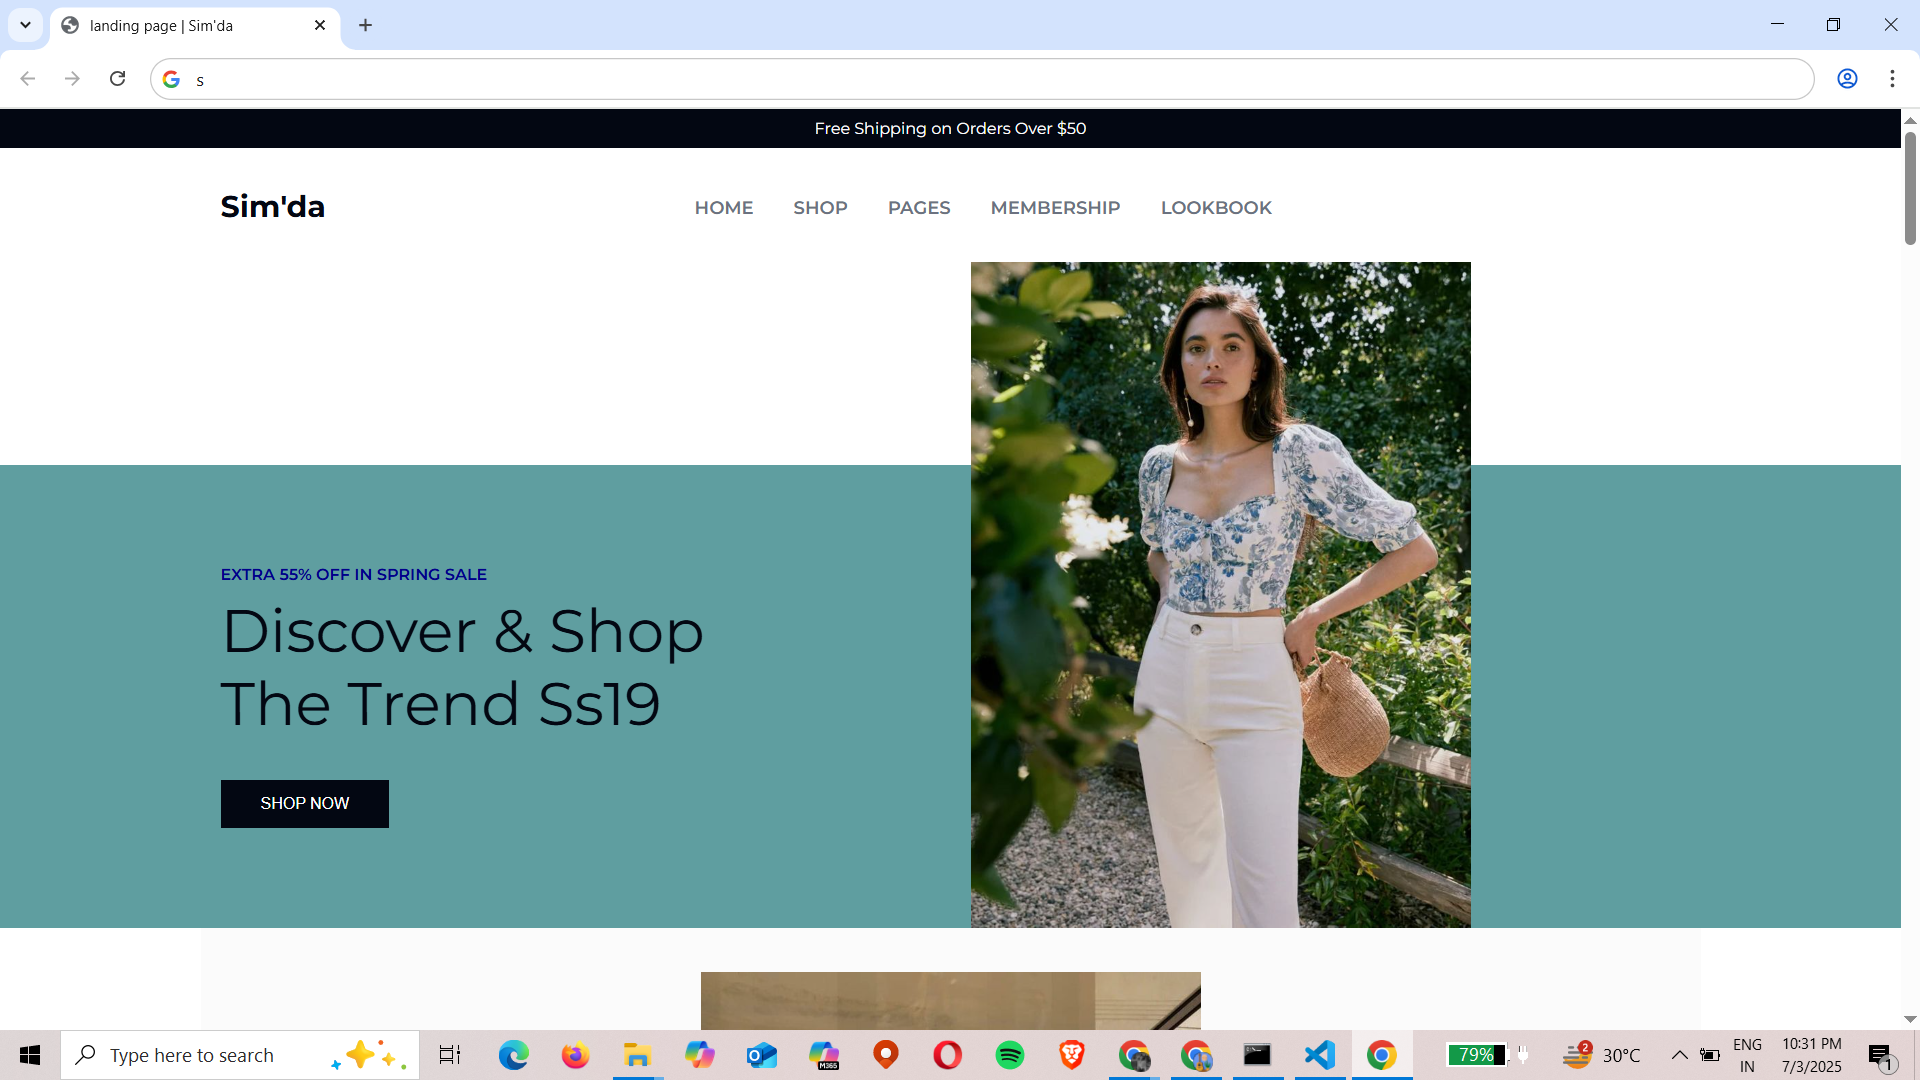 landing page | Sim'da
s
Free Shipping on Orders Over $50
Sim'da
HOME SHOP PAGES MEMBERSHIP LOOKBOOK
EXTRA 55% OFF IN SPRING SALE
Discover & Shop
The Trend Ss19
SHOP NOW
Type here to search
M365
79%
2
30°C
ENG
IN
10:31 PM
7/3/2025
1